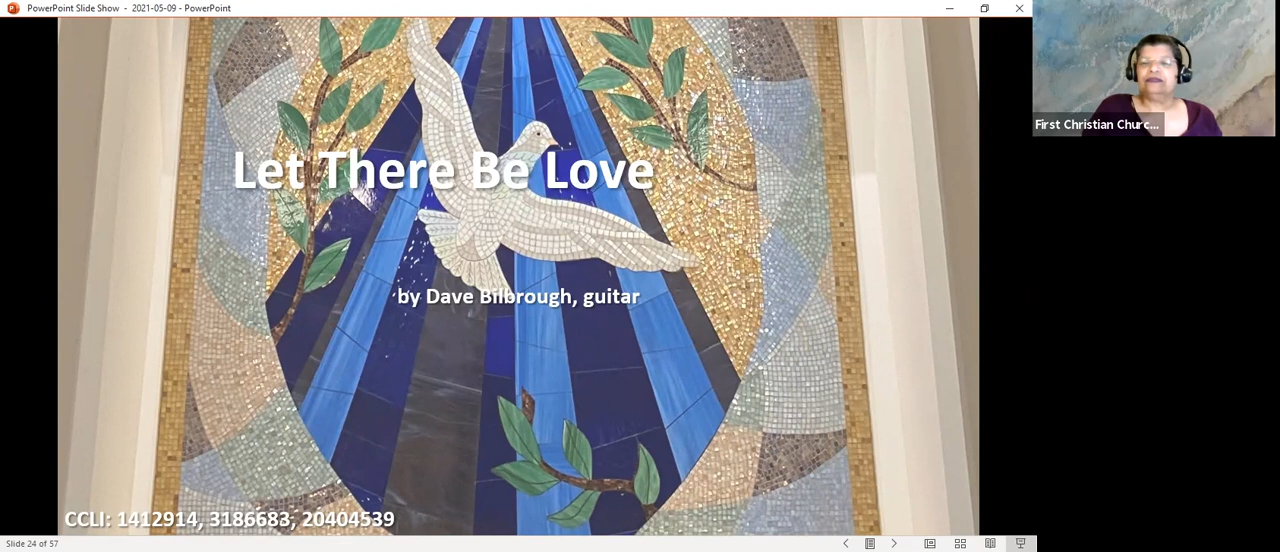 PowerPoint Slide Show - 2021-05-09 - PowerPoint
Let There Be Love
by Dave Bilbrough, guitar
CCLI: 1412914, 3186683, 20404539
Slide 24 of 57
First Christian Churc...